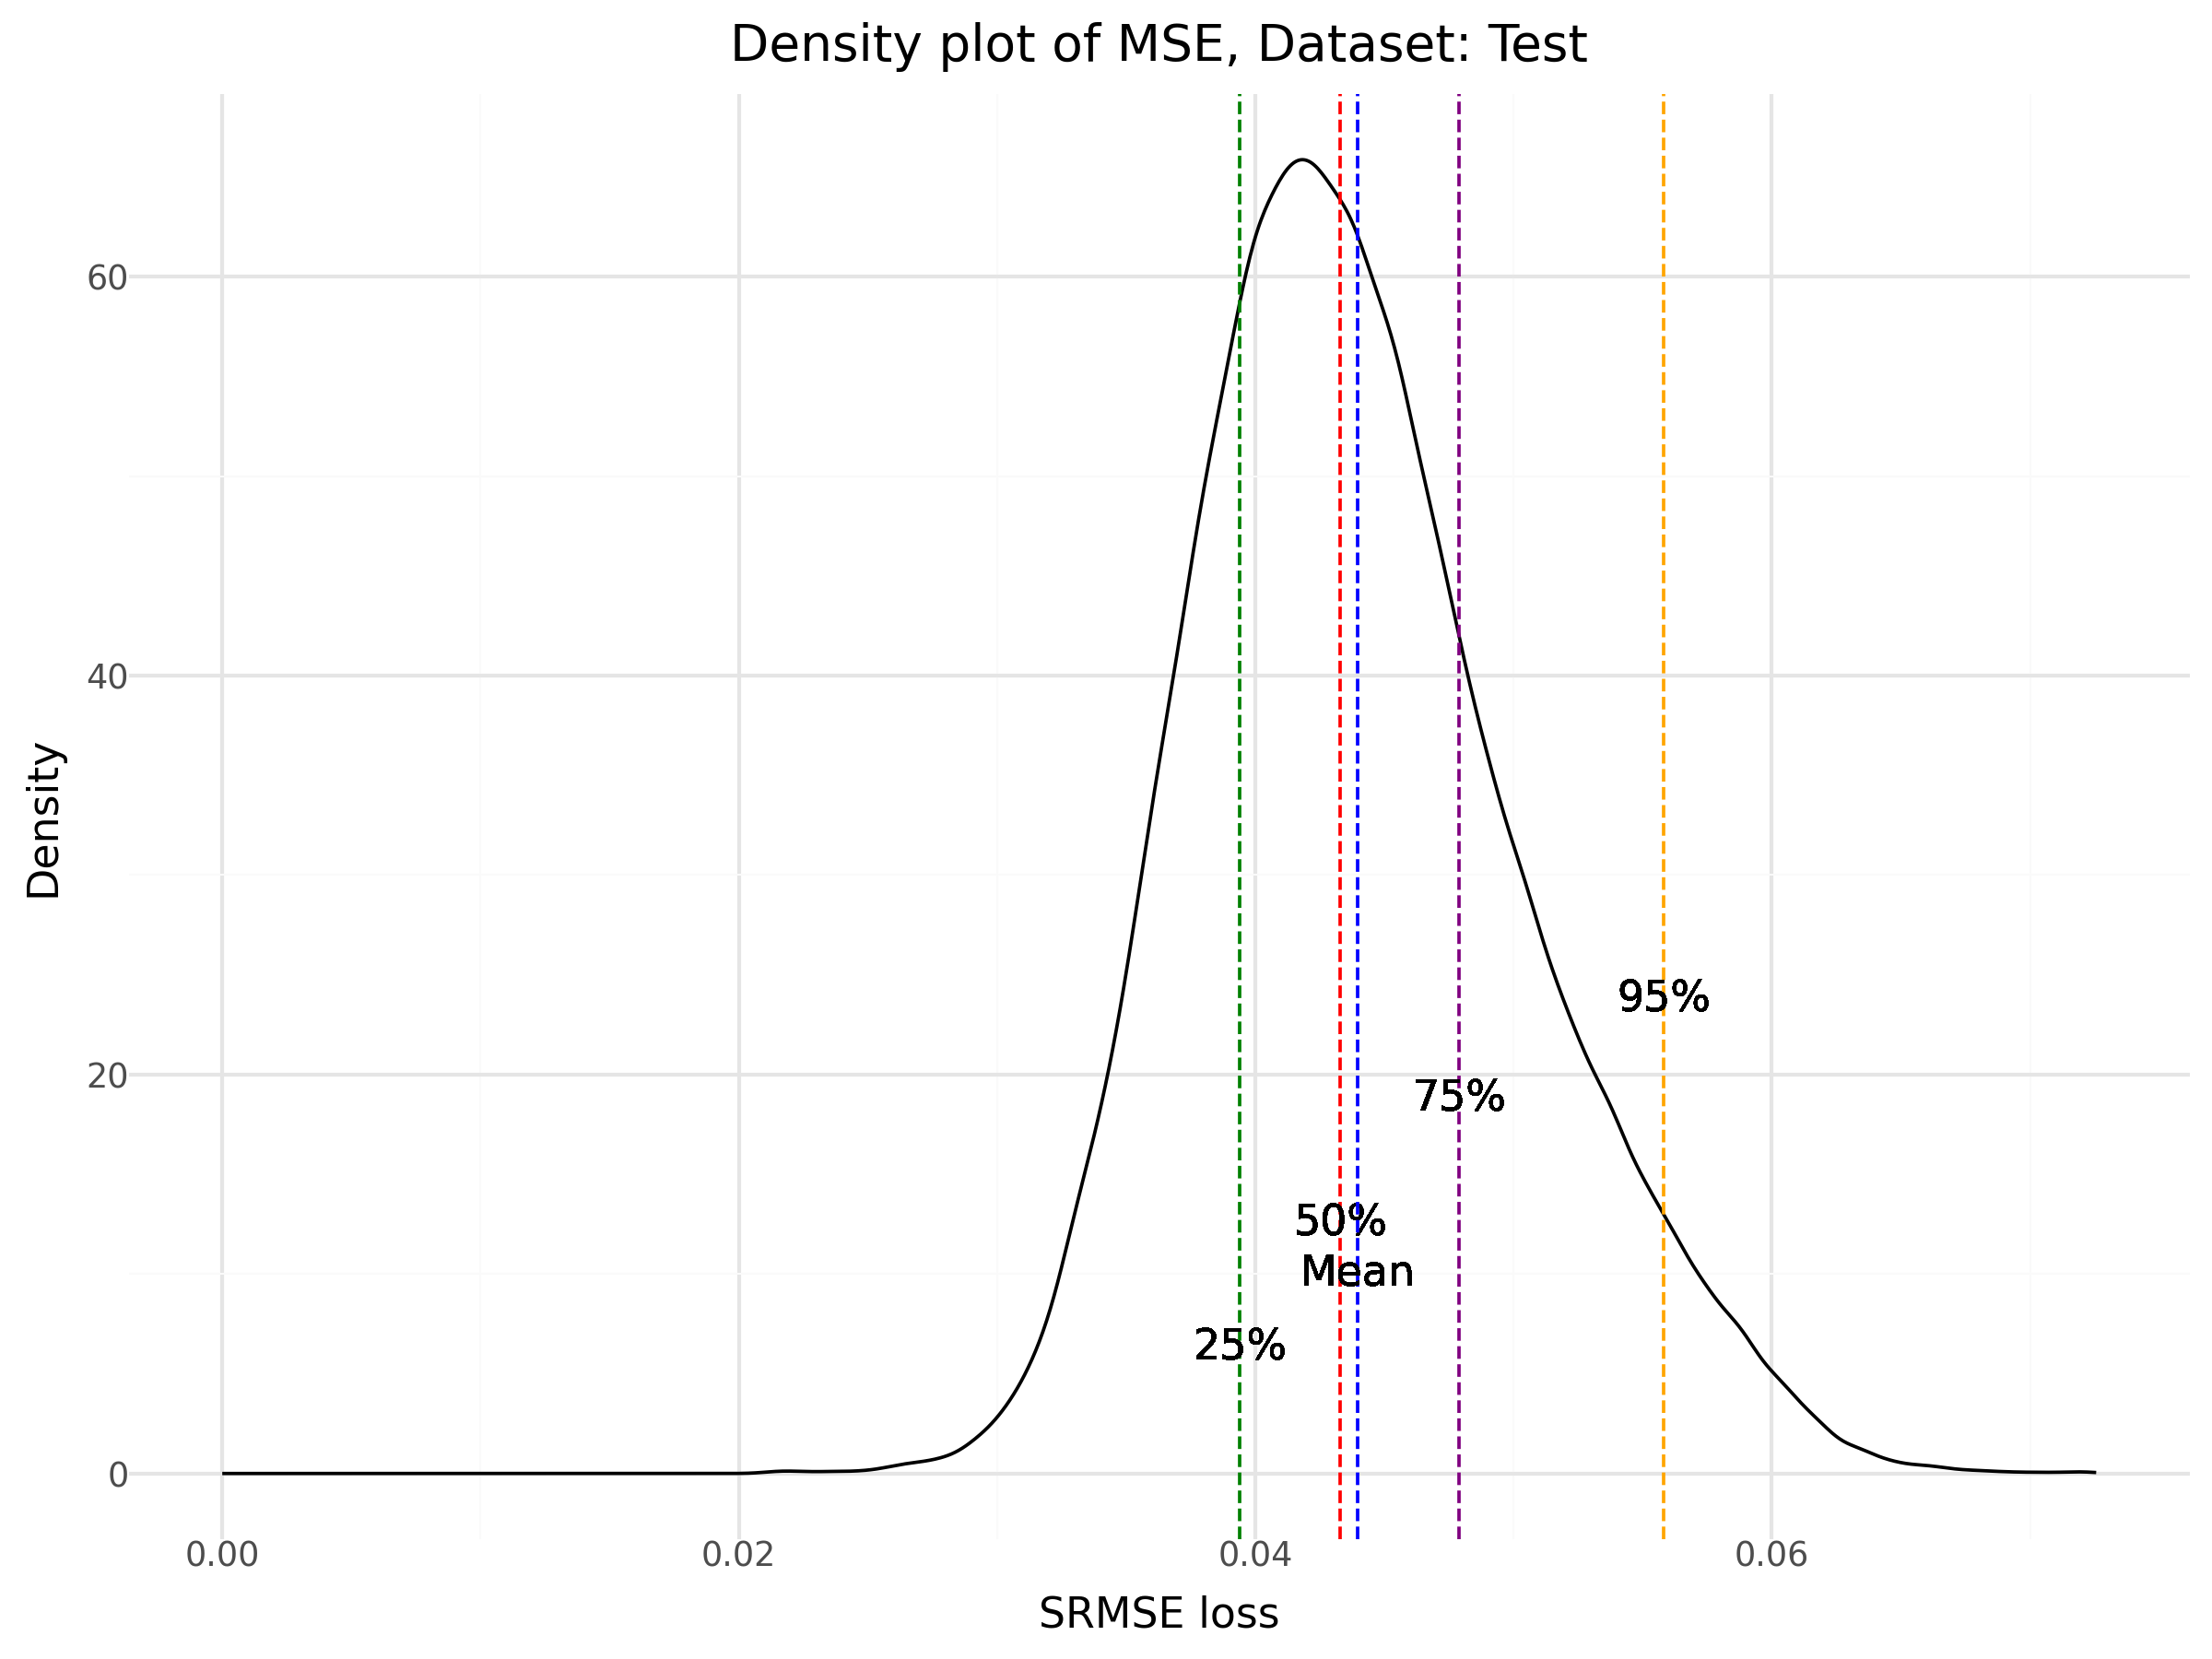 Density plot of MSE, Dataset: Test
60
40
20
0
Density
95%
75%
50%
Mean
25%
0.00 0.02 0.04 0.06
SRMSE loss